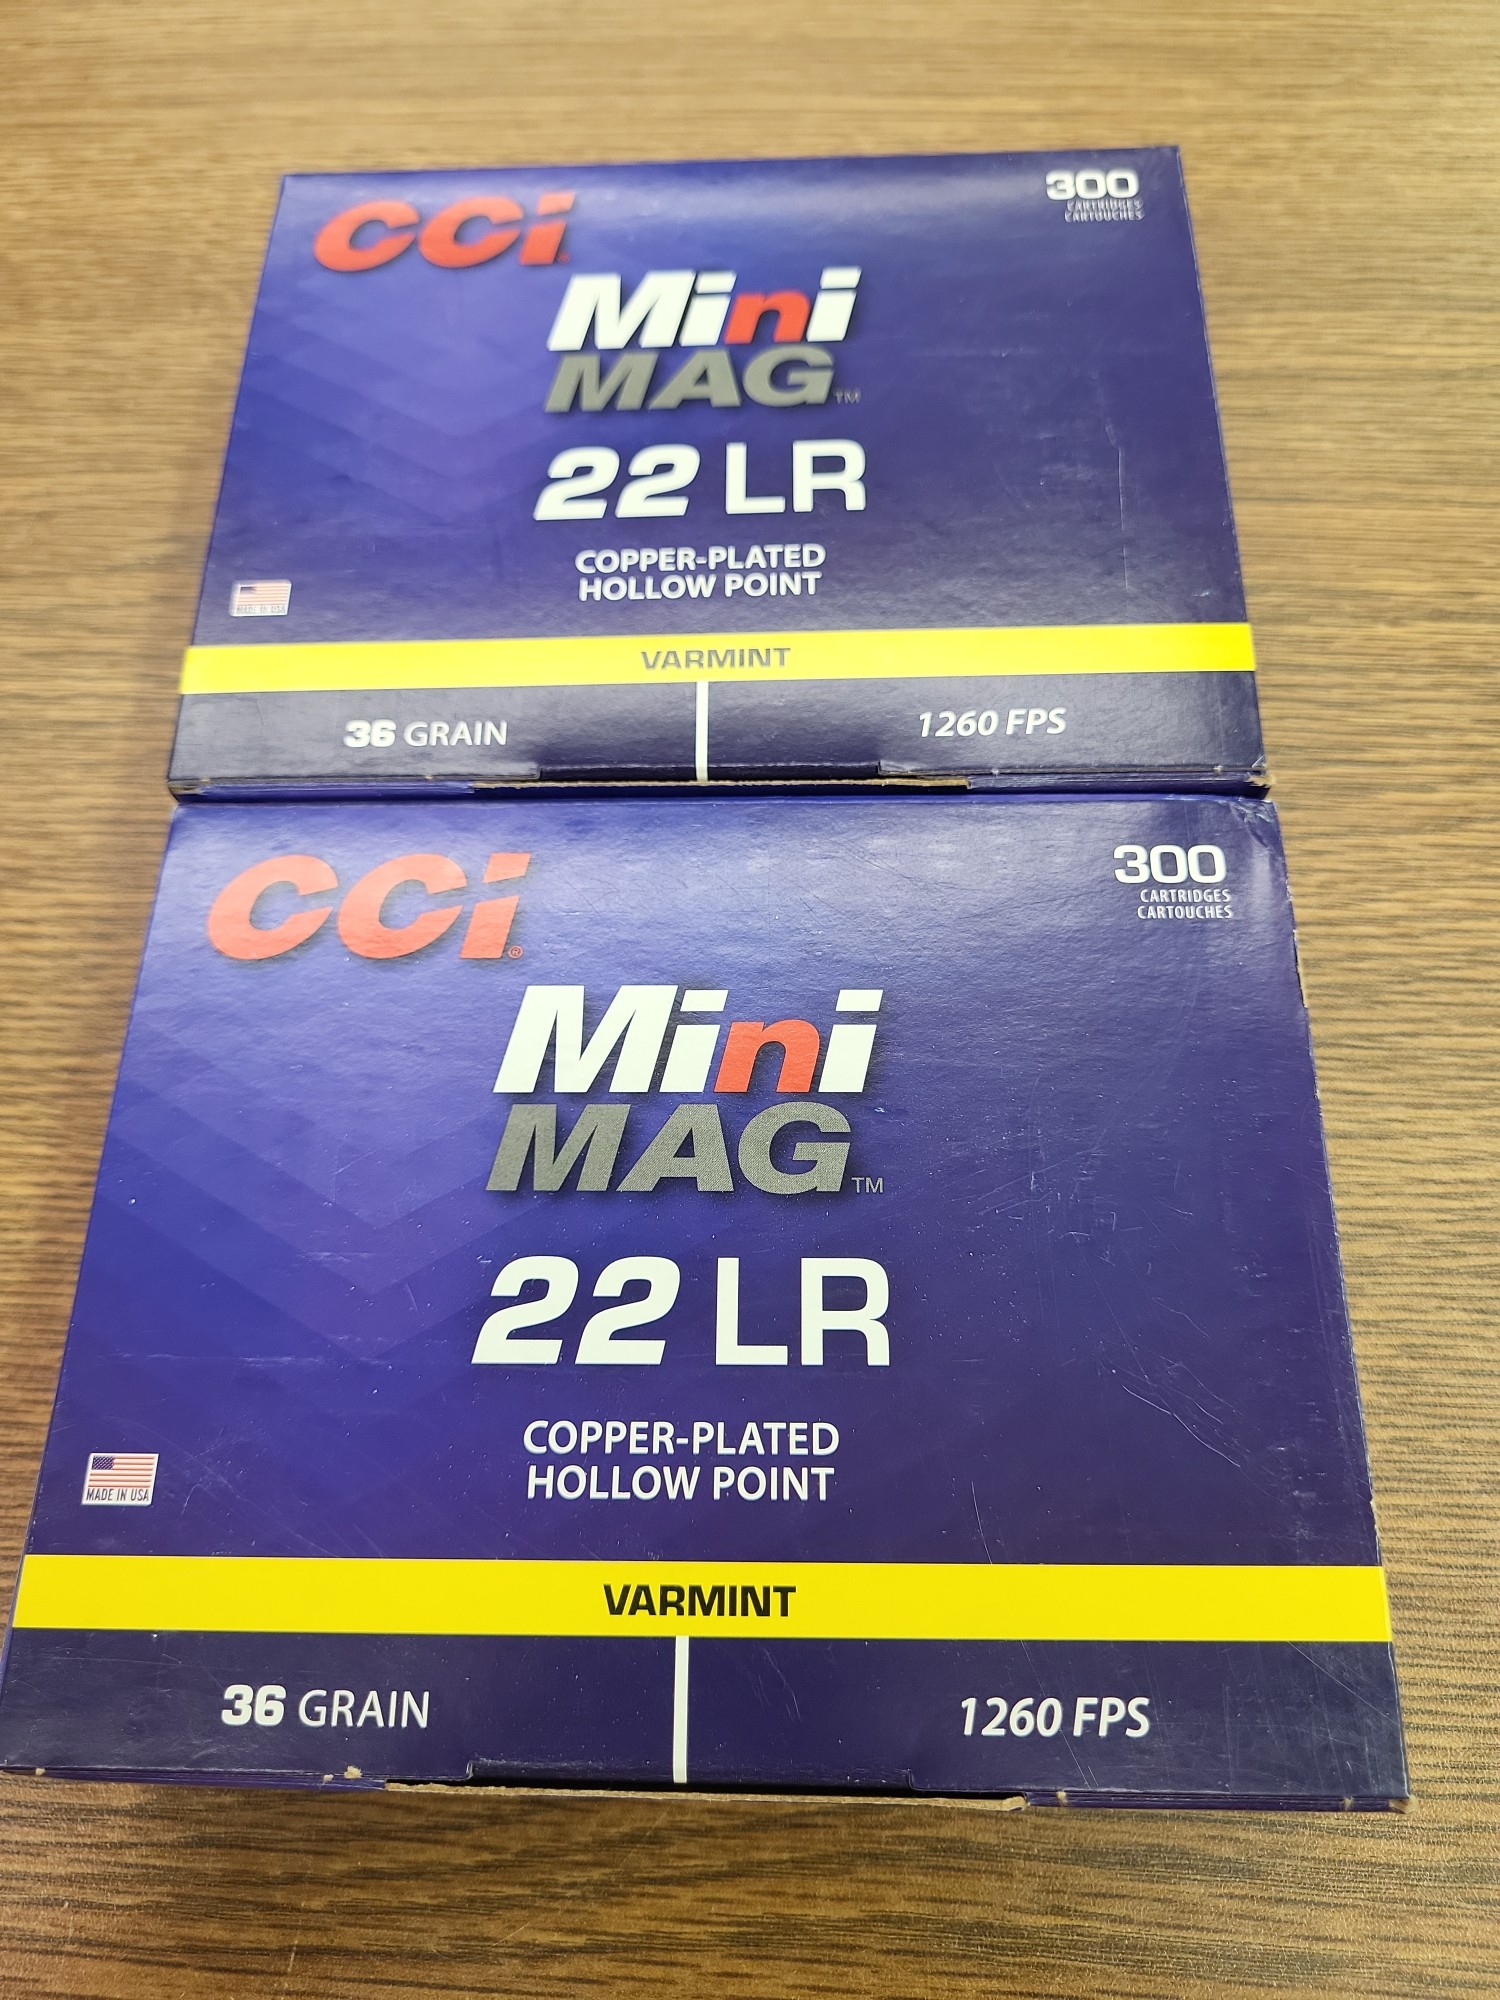 CCi
300
CARTRIDGES
CARTOUCHES
Mini
MAG™
22 LR
COPPER-PLATED
HOLLOW POINT
MADE IN USA
VARMINT
36 GRAIN
1260 FPS
CCi®
300
CARTRIDGES
CARTOUCHES
Mini
MAG™
22 LR
COPPER-PLATED
HOLLOW POINT
MADE IN USA
VARMINT
36 GRAIN
1260 FPS